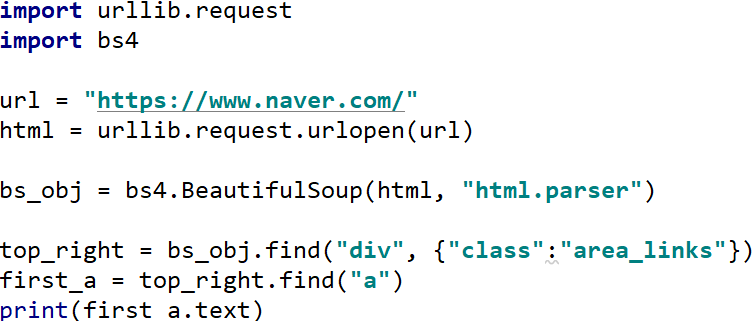 import urllib.request
import bs4
url = "https://www.naver.com/"
html = urllib.request.urlopen(url)
bs_obj = bs4.BeautifulSoup(html, "html.parser")
top_right = bs_obj.find("div", {"class":"area_links"})
first_a = top_right.find("a")
print(first_a.text)